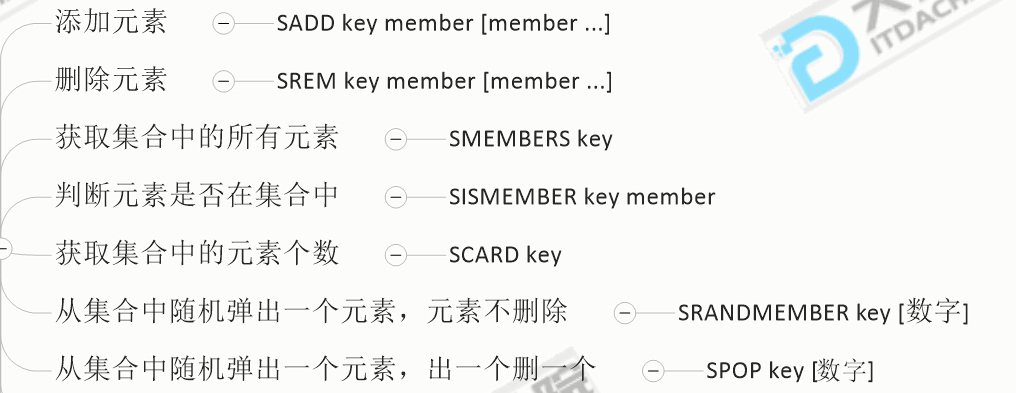 添加元素 SADD key member [member ...]
删除元素 SREM key member [member ...]
获取集合中的所有元素 SMEMBERS key
判断元素是否在集合中 SISMEMBER key member
获取集合中的元素个数 SCARD key
从集合中随机弹出一个元素，元素不删除 SRANDMEMBER key [数字]
从集合中随机弹出一个元素，出一个删一个 SPOP key [数字]